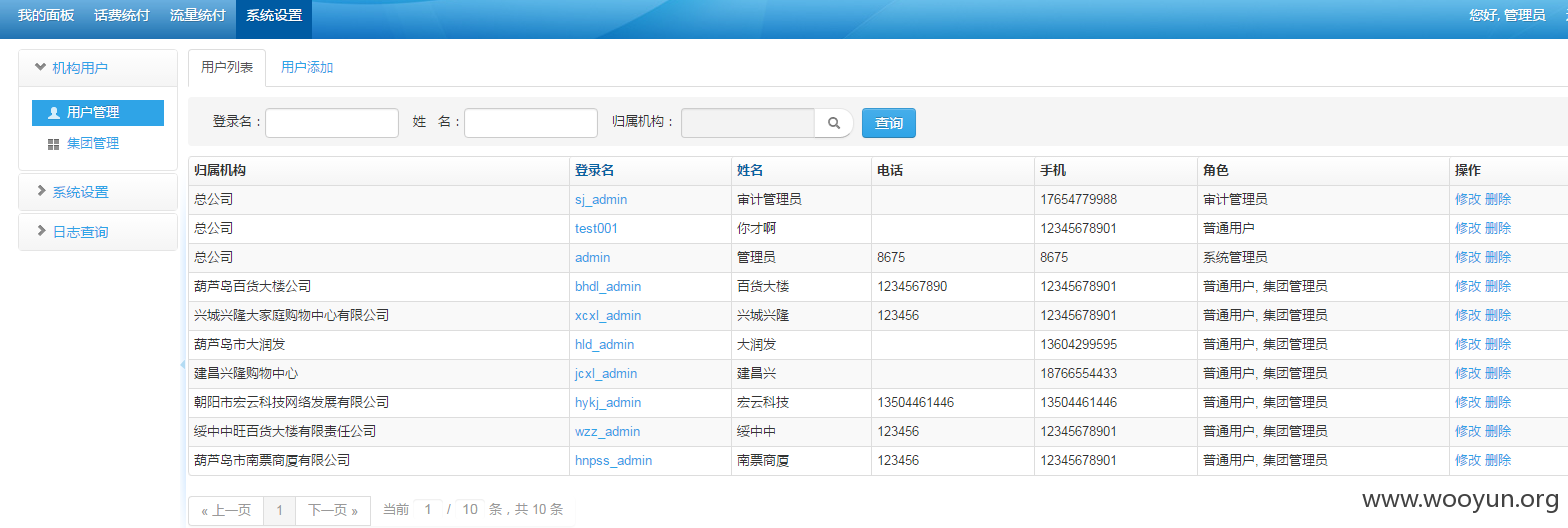 我的面板 话费统付 流量统付 系统设置 您好, 管理员
机构用户
用户管理
集团管理
系统设置
日志查询
用户列表 用户添加
登录名： 姓 名： 归属机构： 查询
归属机构 登录名 姓名 电话 手机 角色 操作
总公司 sj_admin 审计管理员 17654779988 审计管理员 修改 删除
总公司 test001 你才啊 12345678901 普通用户 修改 删除
总公司 admin 管理员 8675 8675 系统管理员 修改 删除
葫芦岛百货大楼公司 bhdl_admin 百货大楼 1234567890 12345678901 普通用户, 集团管理员 修改 删除
兴城兴隆大家庭购物中心有限公司 xcxl_admin 兴城兴隆 123456 12345678901 普通用户, 集团管理员 修改 删除
葫芦岛市大润发 hld_admin 大润发 13604299595 普通用户, 集团管理员 修改 删除
建昌兴隆购物中心 jcxl_admin 建昌兴 18766554433 普通用户, 集团管理员 修改 删除
朝阳市宏云科技网络发展有限公司 hykj_admin 宏云科技 13504461446 13504461446 普通用户, 集团管理员 修改 删除
绥中中旺百货大楼有限责任公司 wzz_admin 绥中中 123456 12345678901 普通用户, 集团管理员 修改 删除
葫芦岛市南票商厦有限公司 hnpss_admin 南票商厦 123456 12345678901 普通用户, 集团管理员 修改 删除
« 上一页 1 下一页 » 当前 1 / 10 条，共 10 条
www.wooyun.org